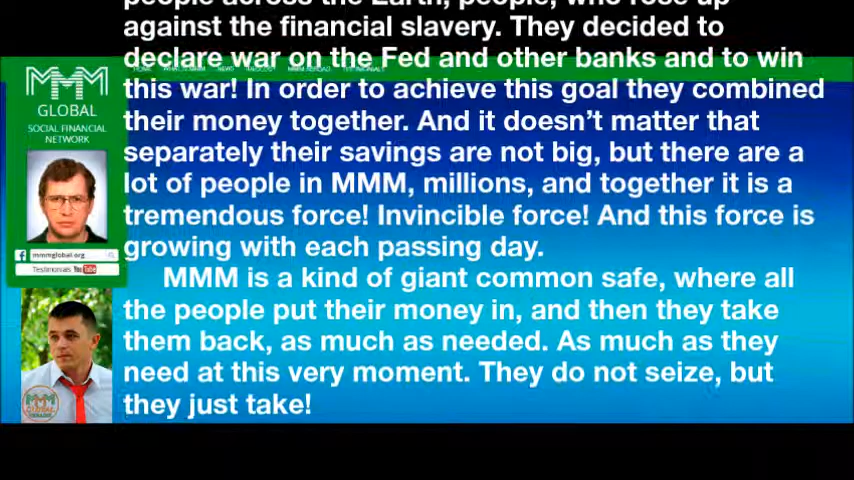 people across the Earth, people, who rose up
against the financial slavery. They decided to
declare war on the Fed and other banks and to win
this war! In order to achieve this goal they combined
their money together. And it doesn't matter that
separately their savings are not big, but there are a
lot of people in MMM, millions, and together it is a
tremendous force! Invincible force! And this force is
growing with each passing day.
MMM is a kind of giant common safe, where all
the people put their money in, and then they take
them back, as much as needed. As much as they
need at this very moment. They do not seize, but
they just take!
MMM
GLOBAL
SOCIAL FINANCIAL
NETWORK
mmmglobal.org
Testimonials YouTube
MMM
GLOBAL